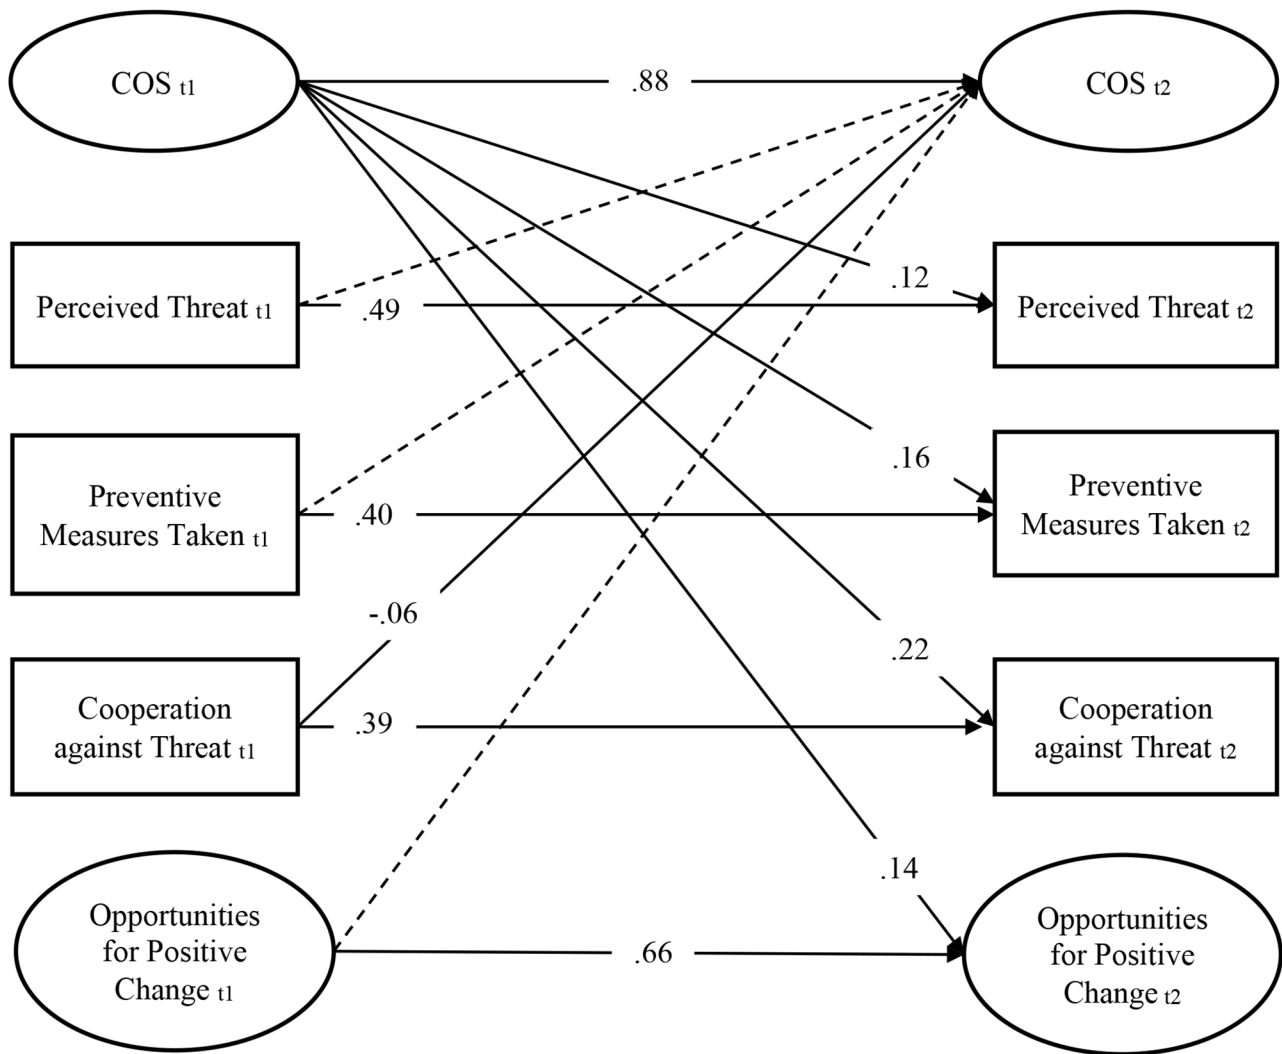 COS t1
.88
COS t2
Perceived Threat t1
.49
.12
Perceived Threat t2
Preventive
Measures Taken t1
.40
.16
Preventive
Measures Taken t2
-.06
.22
Cooperation
against Threat t1
.39
Cooperation
against Threat t2
.14
Opportunities
for Positive
Change t1
.66
Opportunities
for Positive
Change t2